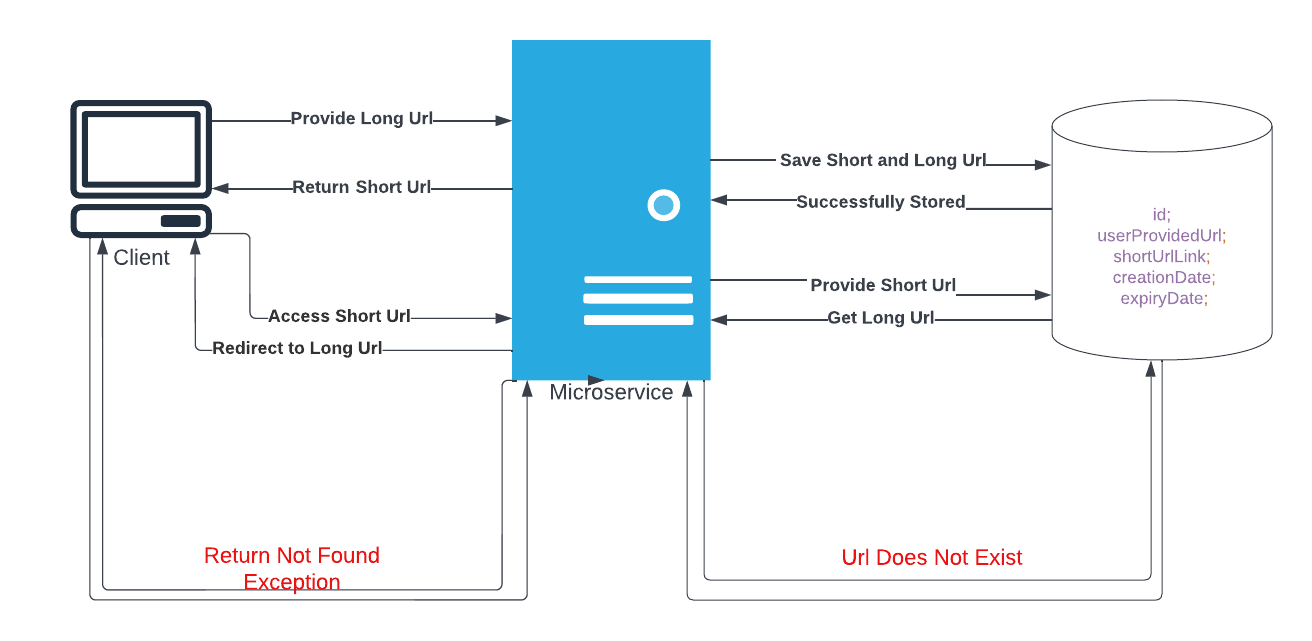 Provide Long Url
Return Short Url
Client
Access Short Url
Redirect to Long Url
Microservice
Save Short and Long Url
Successfully Stored
Provide Short Url
Get Long Url
id;
userProvidedUrl;
shortUrlLink;
creationDate;
expiryDate;
Return Not Found
Exception
Url Does Not Exist